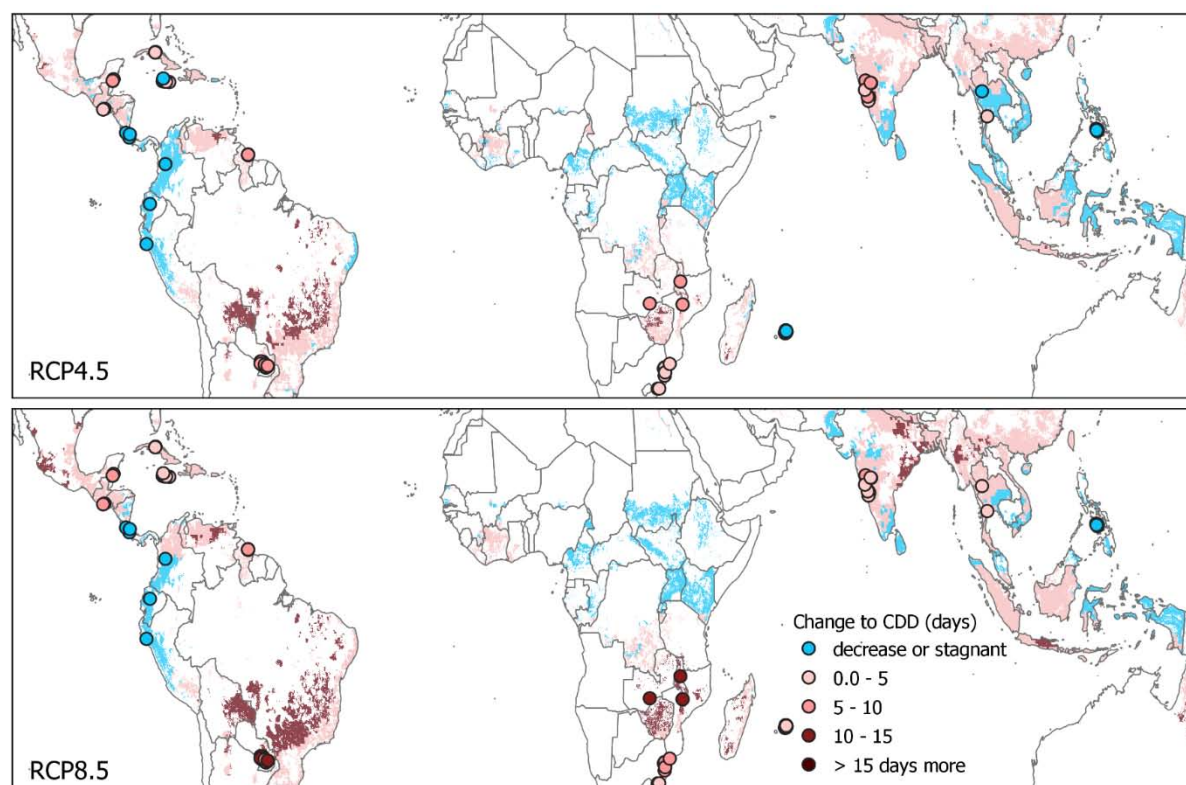 RCP4.5
Change to CDD (days)
decrease or stagnant
0.0 - 5
5 - 10
10 - 15
> 15 days more
RCP8.5